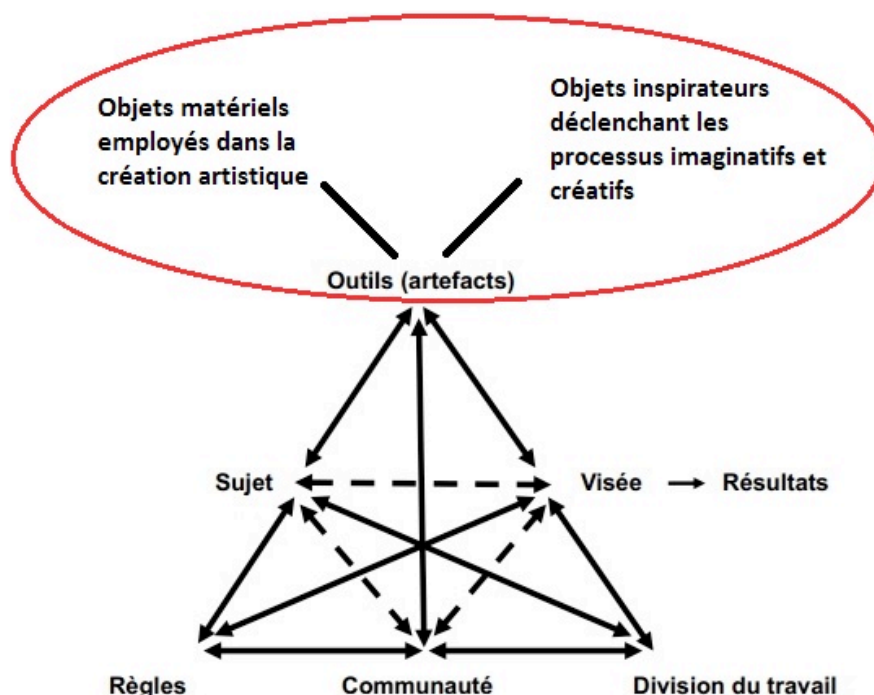 Objets matériels
employés dans la
création artistique
Objets inspirateurs
déclenchant les
processus imaginatifs et
créatifs
Outils (artefacts)
Sujet
Visée
Résultats
Règles
Communauté
Division du travail